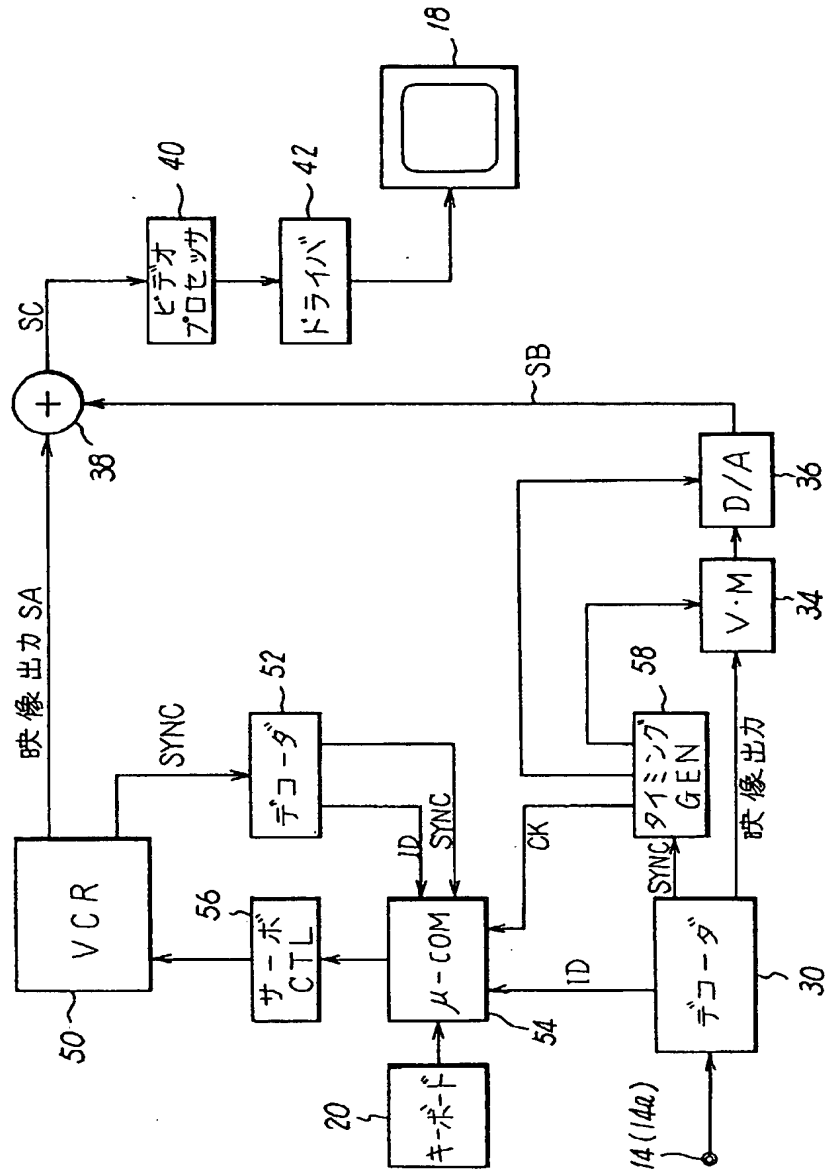 映像出力 SA
SC
38
ビデオ
プロセッサ
40
ドライバ
42
18
VCR
50
SYNC
デコーダ
52
ID
SYNC
サーボ
CTL
56
SB
キーボード
20
μ-COM
54
CK
タイミング
GEN
58
SYNC
ID
14(14a)
デコーダ
30
映像出力
V·M
34
D/A
36